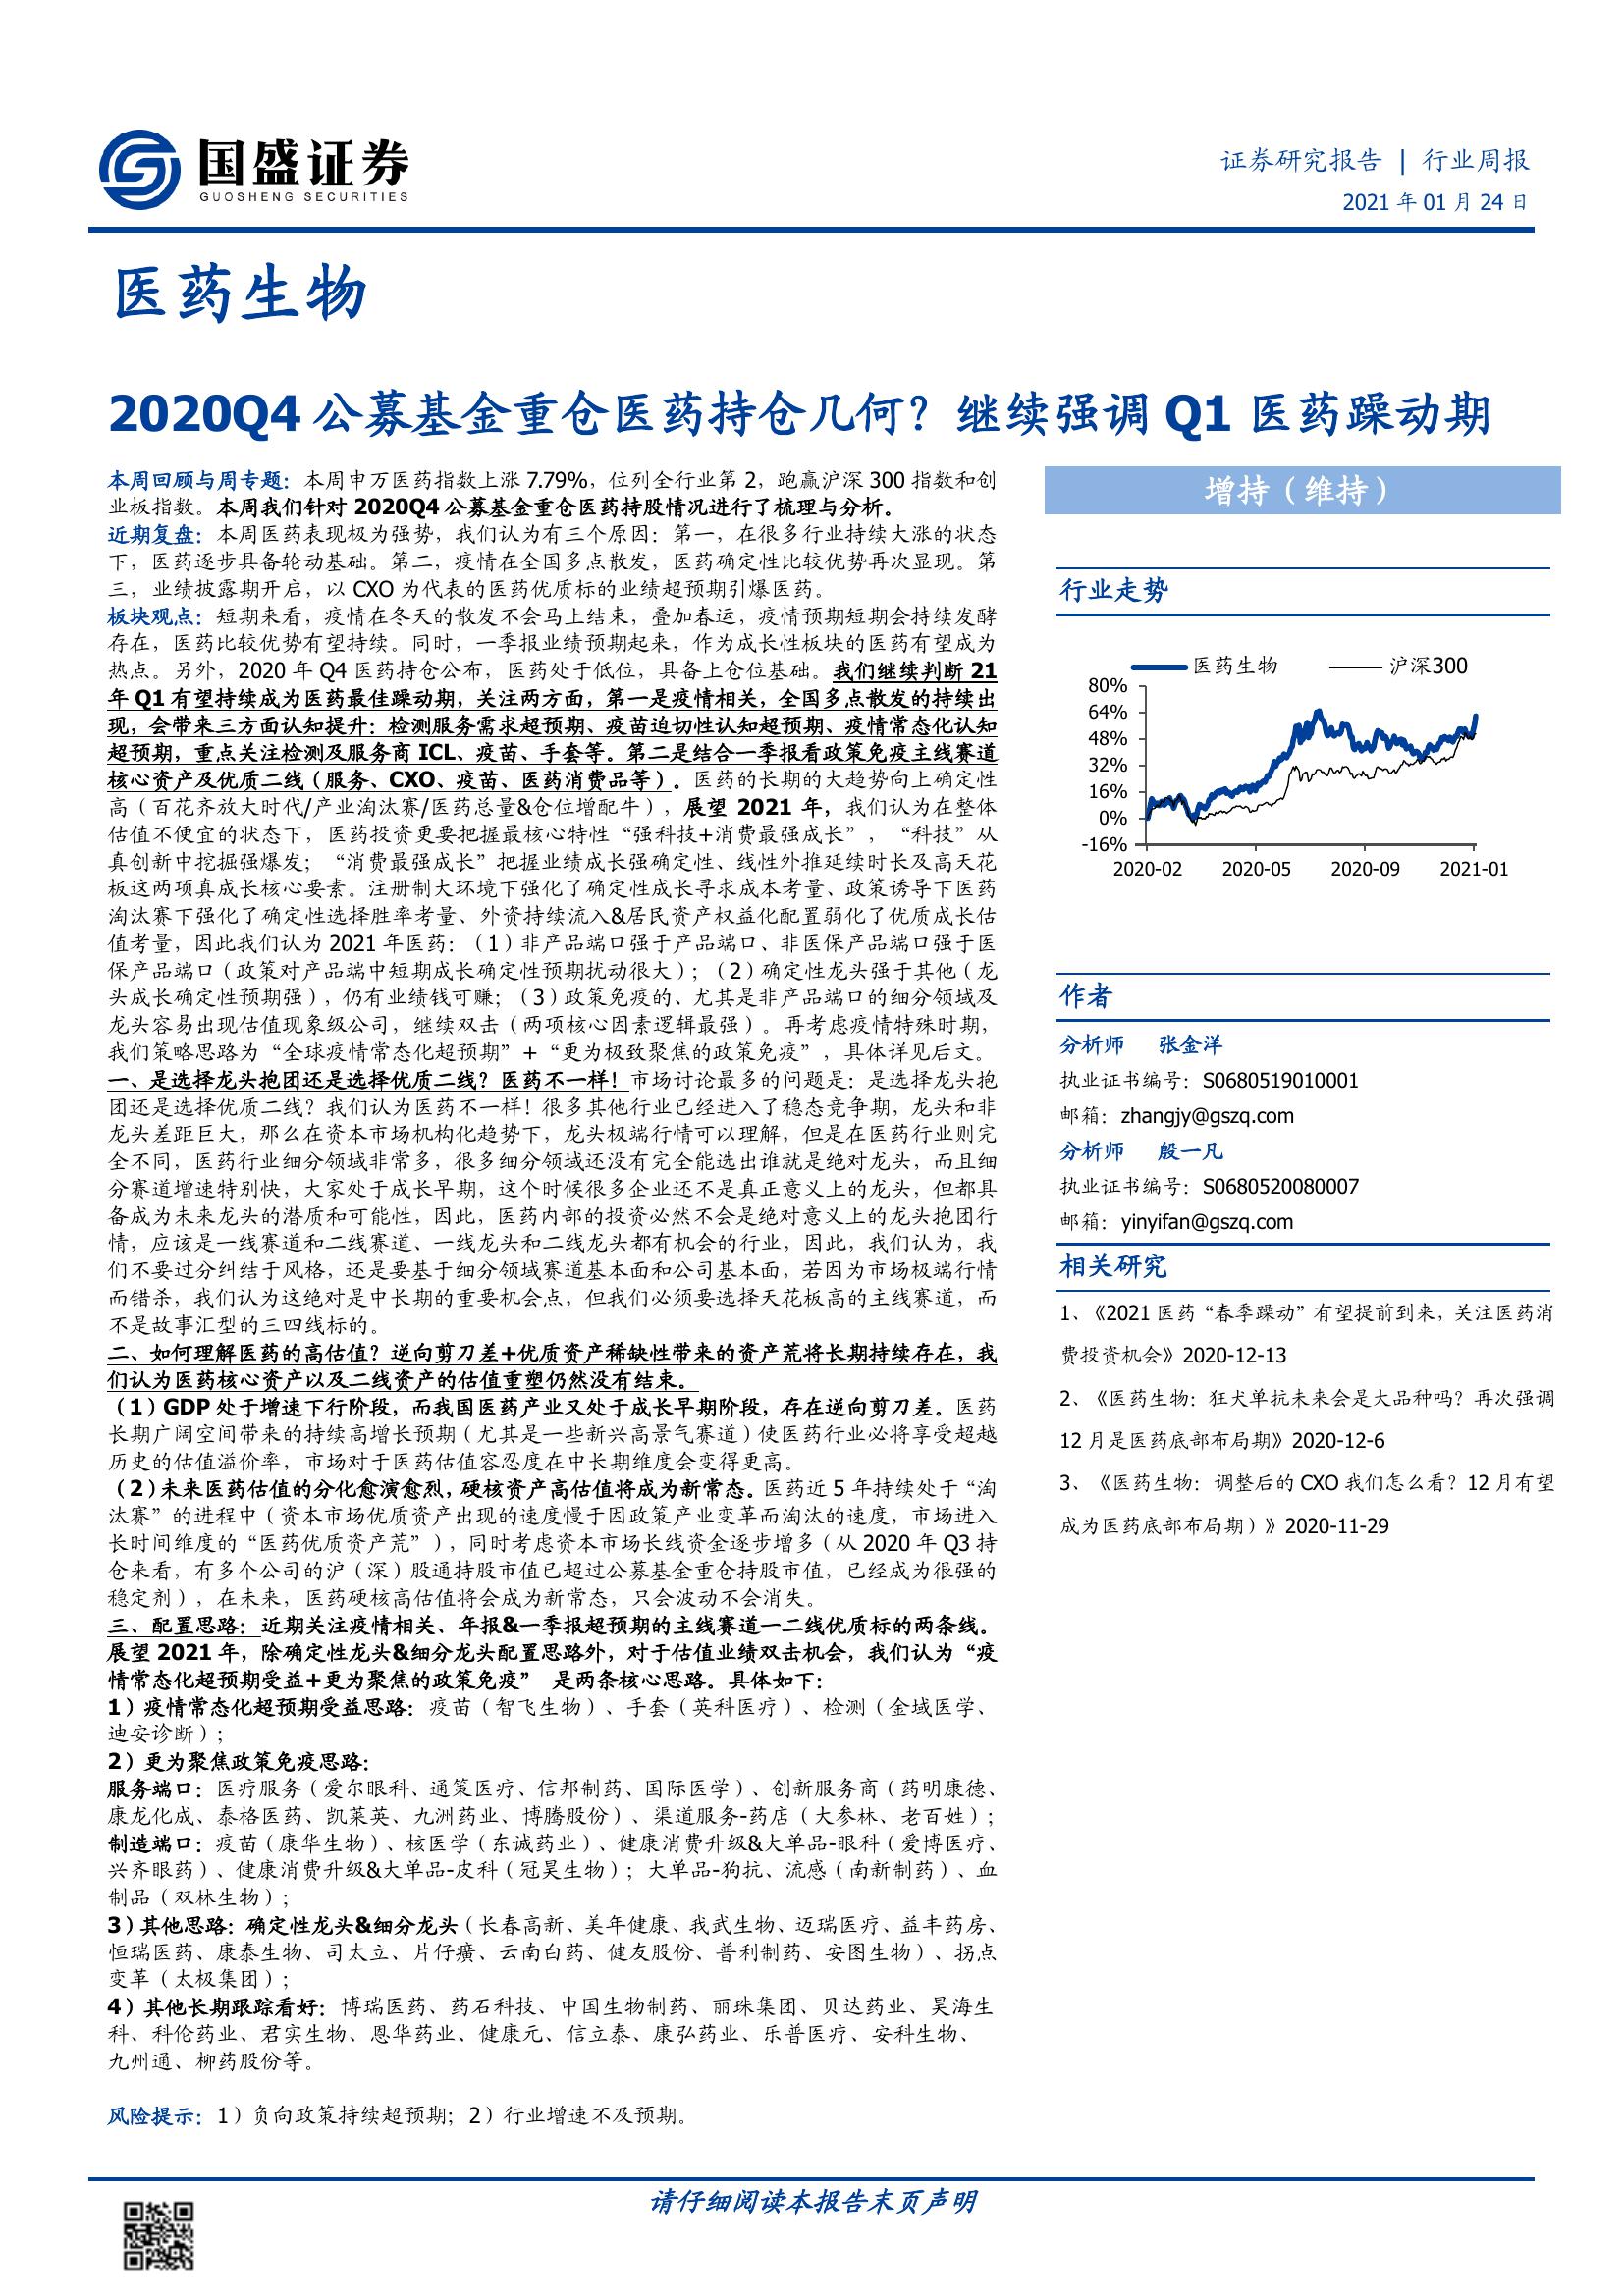 国盛证券
GUOSHENG SECURITIES
证券研究报告 | 行业周报
2021 年 01 月 24 日
医药生物
2020Q4 公募基金重仓医药持仓几何？继续强调 Q1 医药躁动期
本周回顾与周专题：本周申万医药指数上涨 7.79%，位列全行业第 2，跑赢沪深 300 指数和创
业板指数。本周我们针对 2020Q4 公募基金重仓医药持股情况进行了梳理与分析。
近期复盘：本周医药表现极为强势，我们认为有三个原因：第一，在很多行业持续大涨的状态
下，医药逐步具备轮动基础。第二，疫情在全国多点散发，医药确定性比较优势再次显现。第
三，业绩披露期开启，以 CXO 为代表的医药优质标的业绩超预期引爆医药。
板块观点：短期来看，疫情在冬天的散发不会马上结束，叠加春运，疫情预期短期会持续发酵
存在，医药比较优势有望持续。同时，一季报业绩预期起来，作为成长性板块的医药有望成为
热点。另外，2020 年 Q4 医药持仓公布，医药处于低位，具备上仓位基础。我们继续判断 21
年 Q1 有望持续成为医药最佳躁动期，关注两方面，第一是疫情相关，全国多点散发的持续出
现，会带来三方面认知提升：检测服务需求超预期、疫苗迫切性认知超预期、疫情常态化认知
超预期，重点关注检测及服务商 ICL、疫苗、手套等。第二是结合一季报看政策免疫主线赛道
核心资产及优质二线（服务、CXO、疫苗、医药消费品等）。医药的长期的大趋势向上确定性
高（百花齐放大时代/产业淘汰赛/医药总量&仓位增配牛），展望 2021 年，我们认为在整体
估值不便宜的状态下，医药投资更要把握最核心特性“强科技+消费最强成长”，“科技”从
真创新中挖掘强爆发；“消费最强成长”把握业绩成长强确定性、线性外推延续时长及高天花
板这两项真成长核心要素。注册制大环境下强化了确定性成长寻求成本考量、政策诱导下医药
淘汰赛下强化了确定性选择胜率考量、外资持续流入&居民资产权益化配置弱化了优质成长估
值考量，因此我们认为 2021 年医药：（1）非产品端口强于产品端口、非医保产品端口强于医
保产品端口（政策对产品端中短期成长确定性预期扰动很大）；（2）确定性龙头强于其他（龙
头成长确定性预期强），仍有业绩钱可赚；（3）政策免疫的、尤其是非产品端口的细分领域及
龙头容易出现估值现象级公司，继续双击（两项核心因素逻辑最强）。再考虑疫情特殊时期，
我们策略思路为“全球疫情常态化超预期”+“更为极致聚焦的政策免疫”，具体详见后文。
一、是选择龙头抱团还是选择优质二线？医药不一样！市场讨论最多的问题是：是选择龙头抱
团还是选择优质二线？我们认为医药不一样！很多其他行业已经进入了稳态竞争期，龙头和非
龙头差距巨大，那么在资本市场机构化趋势下，龙头极端行情可以理解，但是在医药行业则完
全不同，医药行业细分领域非常多，很多细分领域还没有完全能选出谁就是绝对龙头，而且细
分赛道增速特别快，大家处于成长早期，这个时候很多企业还不是真正意义上的龙头，但都具
备成为未来龙头的潜质和可能性，因此，医药内部的投资必然不会是绝对意义上的龙头抱团行
情，应该是一线赛道和二线赛道、一线龙头和二线龙头都有机会的行业，因此，我们认为，我
们不要过分纠结于风格，还是要基于细分领域赛道基本面和公司基本面，若因为市场极端行情
而错杀，我们认为这绝对是中长期的重要机会点，但我们必须要选择天花板高的主线赛道，而
不是故事汇型的三四线标的。
二、如何理解医药的高估值？逆向剪刀差+优质资产稀缺性带来的资产荒将长期持续存在，我
们认为医药核心资产以及二线资产的估值重塑仍然没有结束。
（1）GDP 处于增速下行阶段，而我国医药产业又处于成长早期阶段，存在逆向剪刀差。医药
长期广阔空间带来的持续高增长预期（尤其是一些新兴高景气赛道）使医药行业必将享受超越
历史的估值溢价率，市场对于医药估值容忍度在中长期维度会变得更高。
（2）未来医药估值的分化愈演愈烈，硬核资产高估值将成为新常态。医药近 5 年持续处于“淘
汰赛”的进程中（资本市场优质资产出现的速度慢于因政策产业变革而淘汰的速度，市场进入
长时间维度的“医药优质资产荒”），同时考虑资本市场长线资金逐步增多（从 2020 年 Q3 持
仓来看，有多个公司的沪（深）股通持股市值已超过公募基金重仓持股市值，已经成为很强的
稳定剂），在未来，医药硬核高估值将会成为新常态，只会波动不会消失。
三、配置思路：近期关注疫情相关、年报&一季报超预期的主线赛道一二线优质标的两条线。
展望 2021 年，除确定性龙头&细分龙头配置思路外，对于估值业绩双击机会，我们认为“疫
情常态化超预期受益+更为聚焦的政策免疫” 是两条核心思路。具体如下：
1）疫情常态化超预期受益思路：疫苗（智飞生物）、手套（英科医疗）、检测（金域医学、
迪安诊断）；
2）更为聚焦政策免疫思路：
服务端口：医疗服务（爱尔眼科、通策医疗、信邦制药、国际医学）、创新服务商（药明康德、
康龙化成、泰格医药、凯莱英、九洲药业、博腾股份）、渠道服务-药店（大参林、老百姓）；
制造端口：疫苗（康华生物）、核医学（东诚药业）、健康消费升级&大单品-眼科（爱博医疗、
兴齐眼药）、健康消费升级&大单品-皮科（冠昊生物）；大单品-狗抗、流感（南新制药）、血
制品（双林生物）；
3）其他思路：确定性龙头&细分龙头（长春高新、美年健康、我武生物、迈瑞医疗、益丰药房、
恒瑞医药、康泰生物、司太立、片仔癀、云南白药、健友股份、普利制药、安图生物）、拐点
变革（太极集团）；
4）其他长期跟踪看好：博瑞医药、药石科技、中国生物制药、丽珠集团、贝达药业、昊海生
科、科伦药业、君实生物、恩华药业、健康元、信立泰、康弘药业、乐普医疗、安科生物、
九州通、柳药股份等。
风险提示：1）负向政策持续超预期；2）行业增速不及预期。
增持（维持）
行业走势
医药生物 沪深300
80%
64%
48%
32%
16%
0%
-16%
2020-02 2020-05 2020-09 2021-01
作者
分析师 张金洋
执业证书编号：S0680519010001
邮箱：zhangjy@gszq.com
分析师 殷一凡
执业证书编号：S0680520080007
邮箱：yinyifan@gszq.com
相关研究
1、《2021 医药“春季躁动”有望提前到来，关注医药消
费投资机会》2020-12-13
2、《医药生物：狂犬单抗未来会是大品种吗？再次强调
12 月是医药底部布局期》2020-12-6
3、《医药生物：调整后的 CXO 我们怎么看？12 月有望
成为医药底部布局期）》2020-11-29
请仔细阅读本报告末页声明